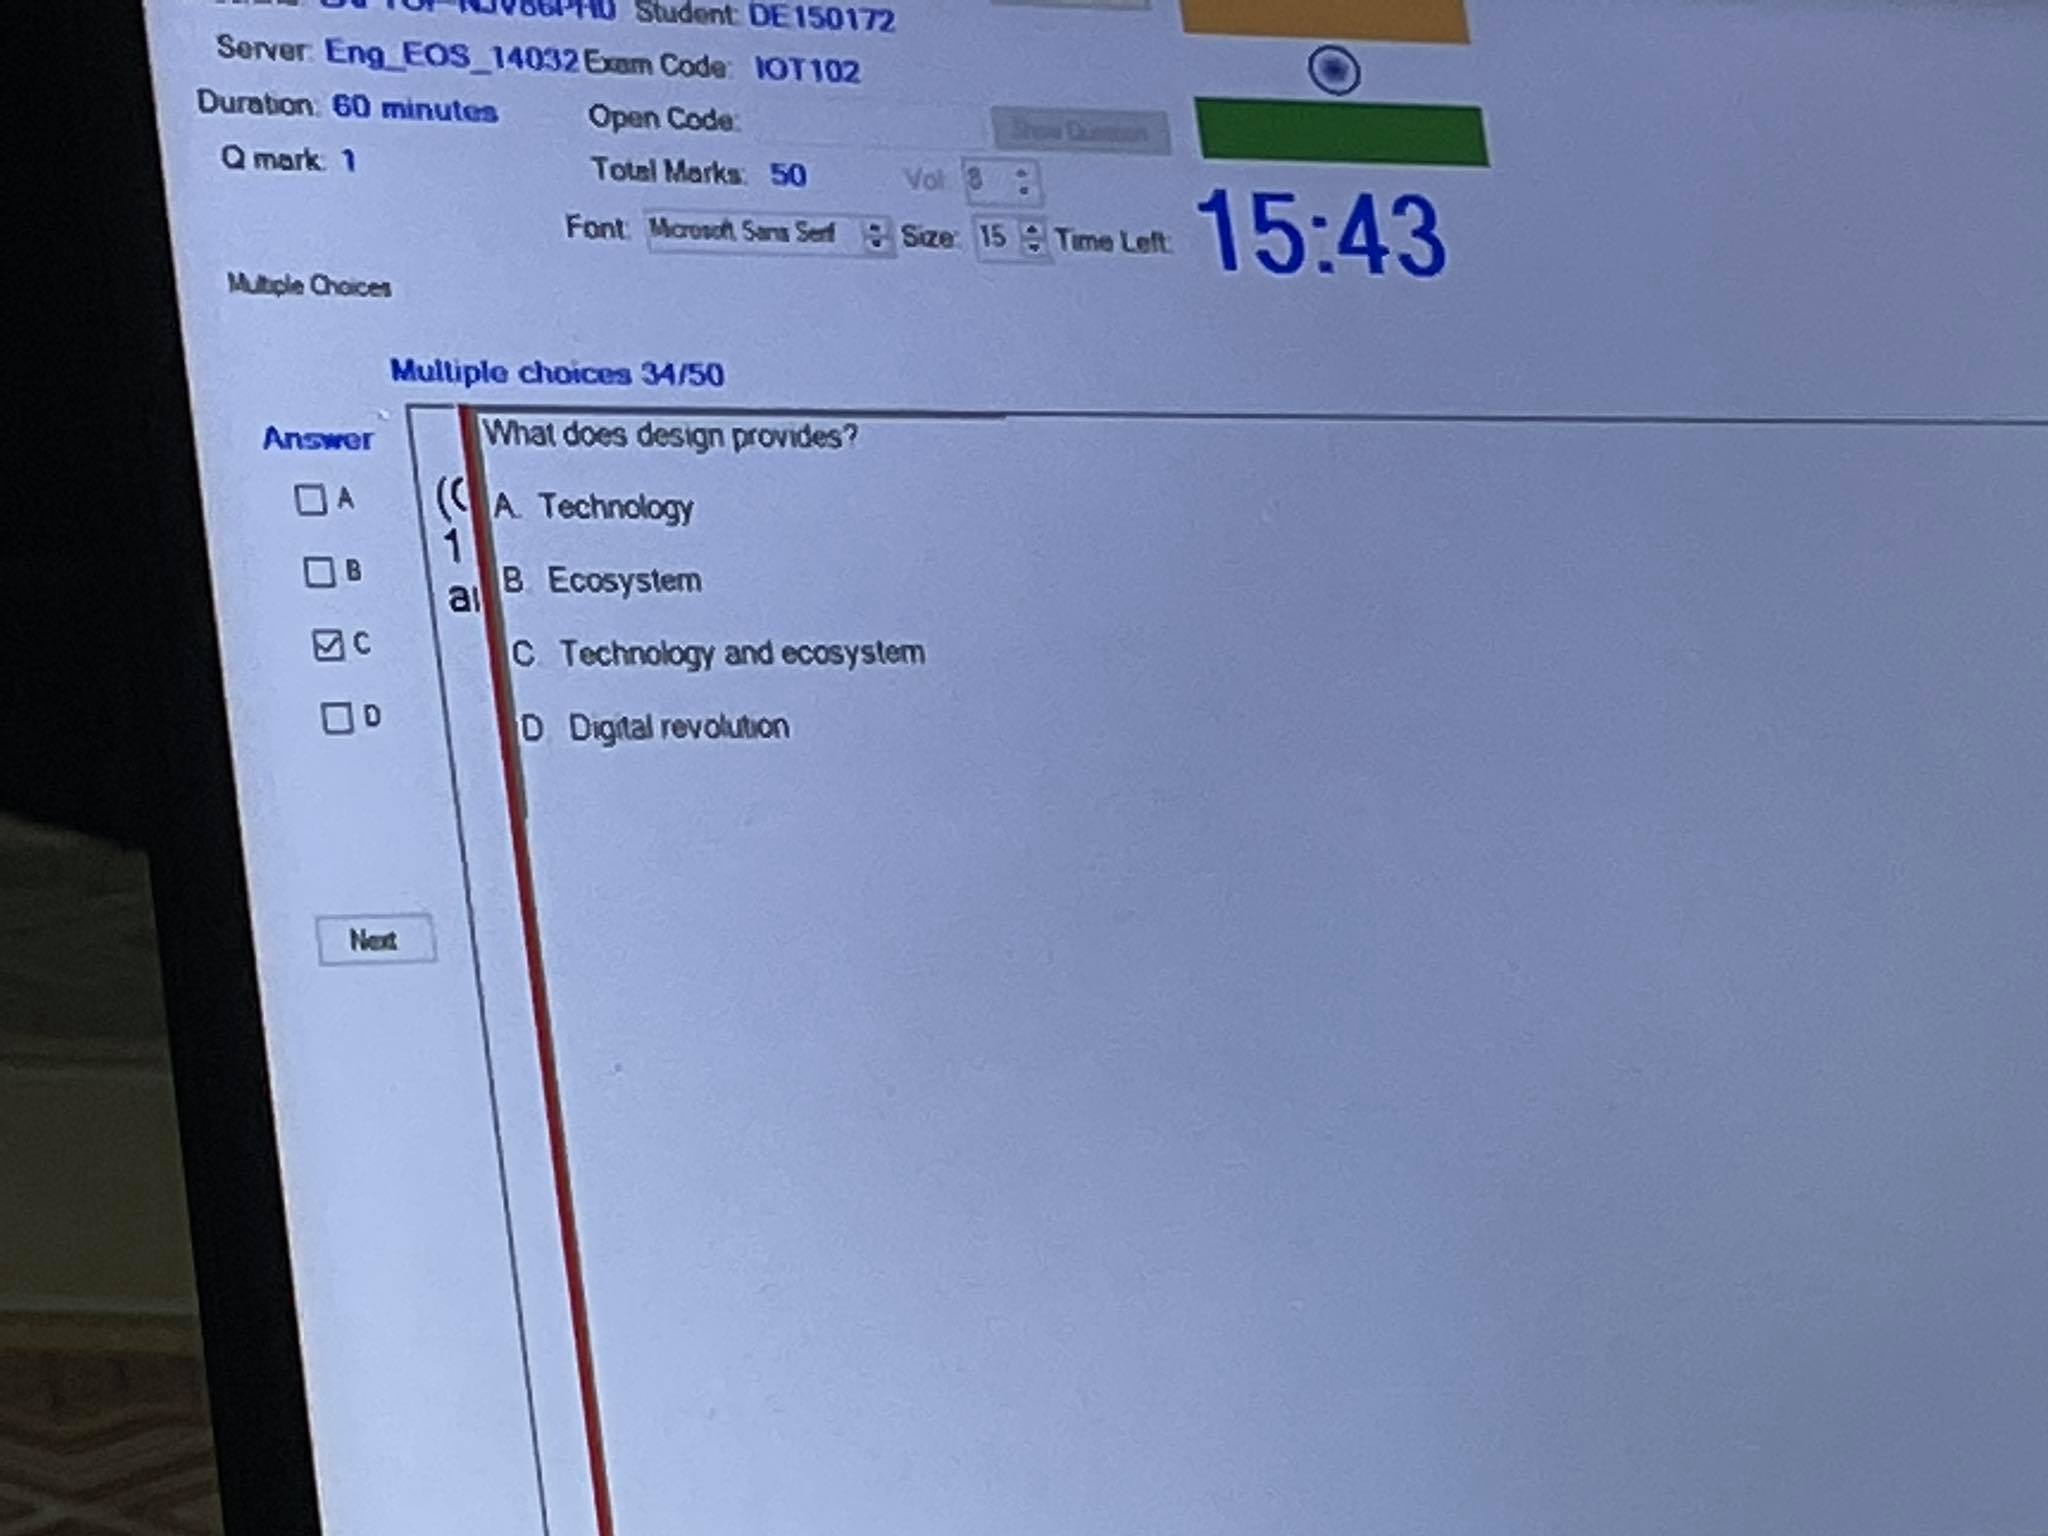 Student: DE150172
Server: Eng_EOS_14032 Exam Code: IOT102
Duration: 60 minutes Open Code:
Show Question
Q mark: 1 Total Marks: 50 Vol: 8
Font: Microsoft Sans Serif Size: 15 Time Left: 15:43
Multiple Choices
Multiple choices 34/50
Answer What does design provides?
A A. Technology
B B. Ecosystem
C C. Technology and ecosystem
D D. Digital revolution
1
Next